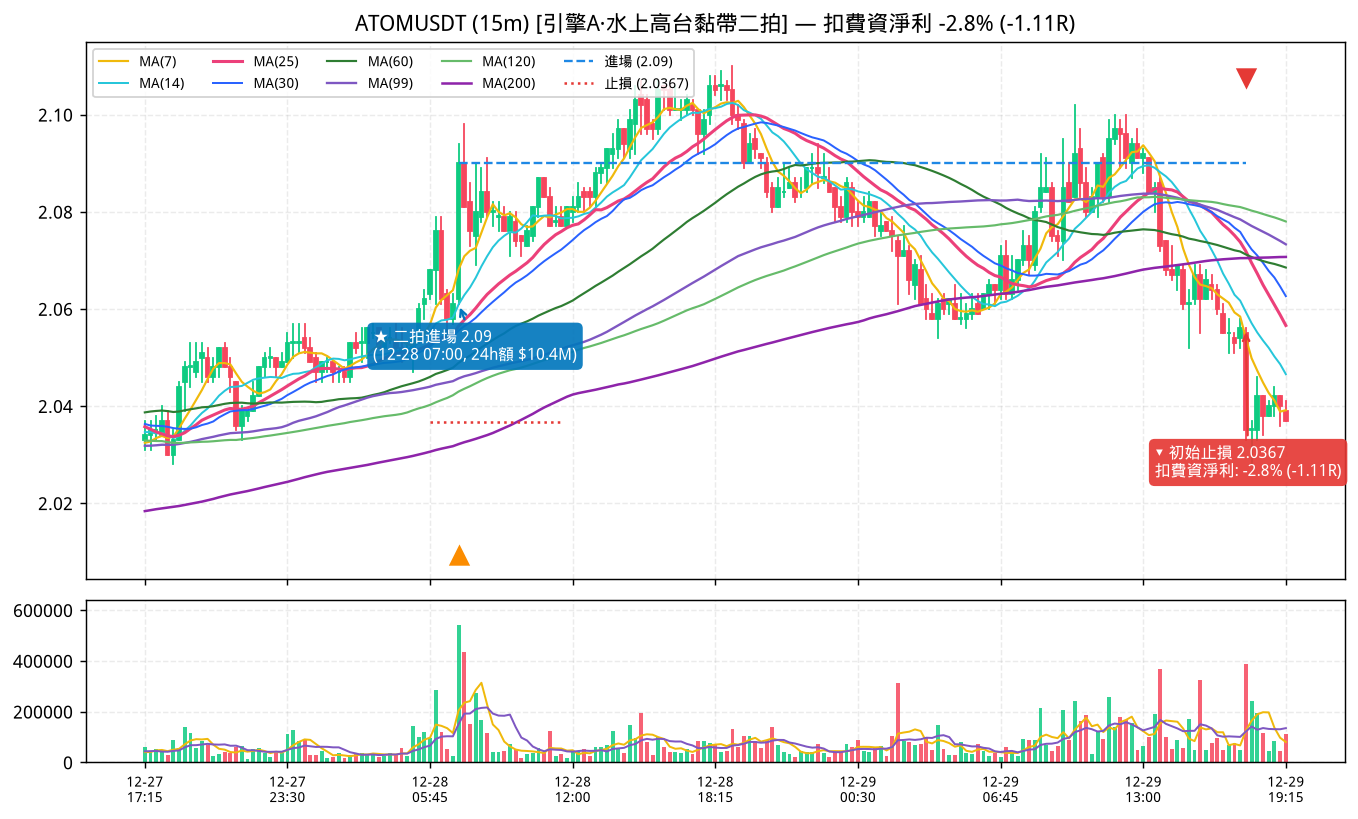 ATOMUSDT (15m) [引擎A·水上高台黏帶二拍] — 扣費資淨利 -2.8% (-1.11R)
MA(7) MA(25) MA(60) MA(120) 進場 (2.09)
MA(14) MA(30) MA(99) MA(200) 止損 (2.0367)
2.10
2.08
2.06
2.04
2.02
★ 二拍進場 2.09
(12-28 07:00, 24h額 $10.4M)
▼ 初始止損 2.0367
扣費資淨利: -2.8% (-1.11R)
600000
400000
200000
0
12-27 12-27 12-28 12-28 12-28 12-29 12-29 12-29 12-29
17:15 23:30 05:45 12:00 18:15 00:30 06:45 13:00 19:15